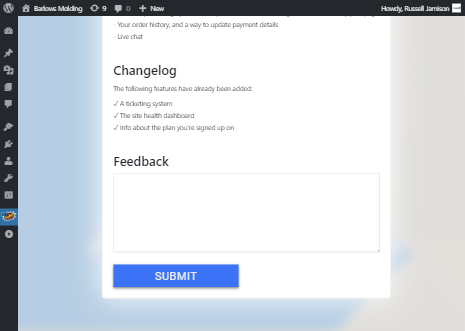 Barlows Molding 9 0 New Howdy, Russell Jamison
· Your order history, and a way to update payment details
· Live chat
Changelog
The following features have already been added:
✓ A ticketing system
✓ The site health dashboard
✓ Info about the plan you're signed up on
Feedback
SUBMIT